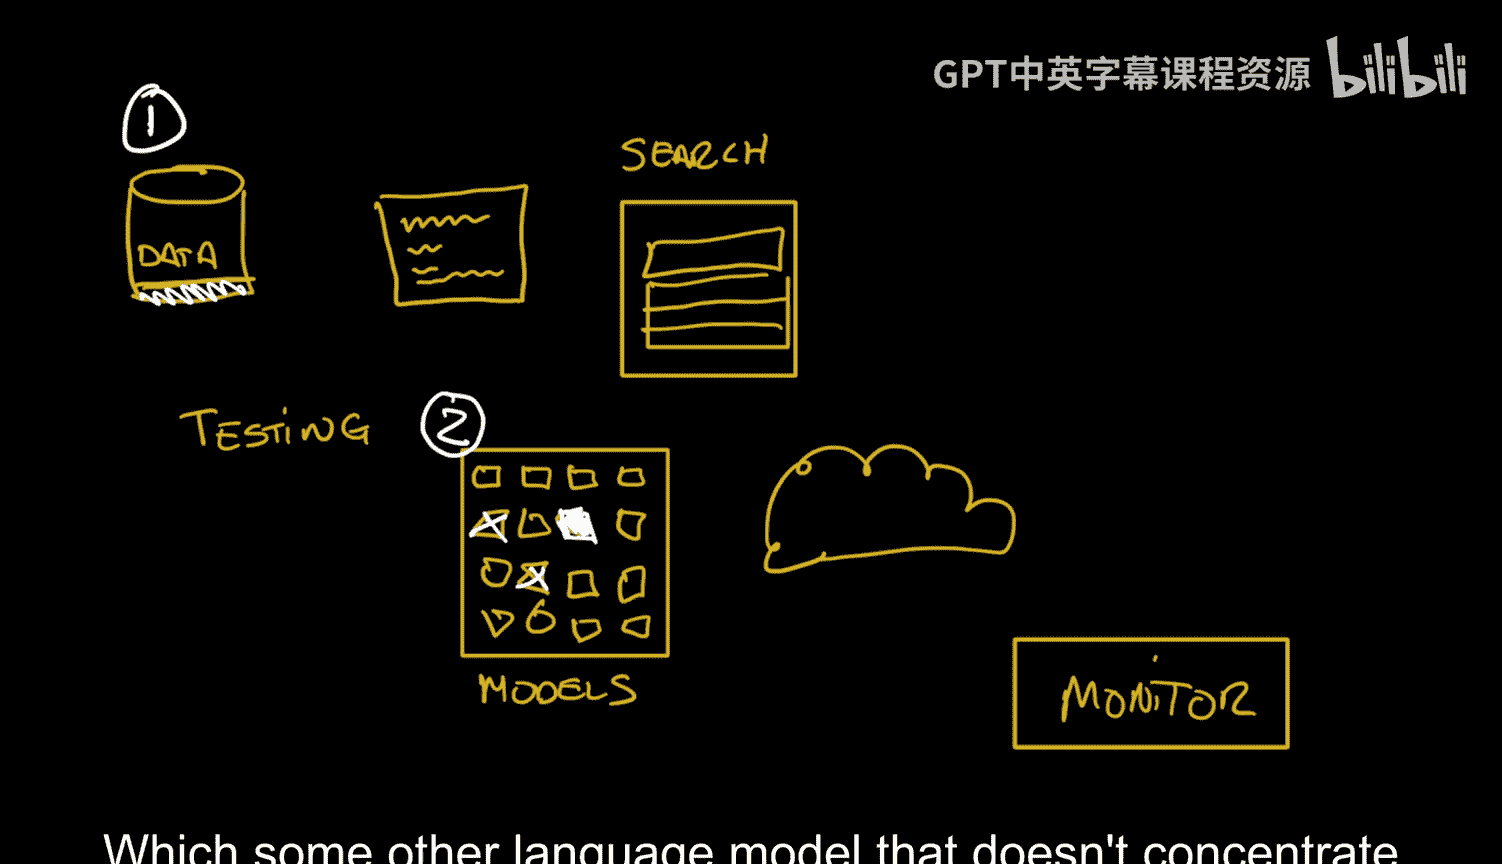 GPT中英字幕课程资源 bilibili
1
SEARCH
DATA
TESTING
2
MODELS
MONITOR
Which some other language model that doesn't concentrate